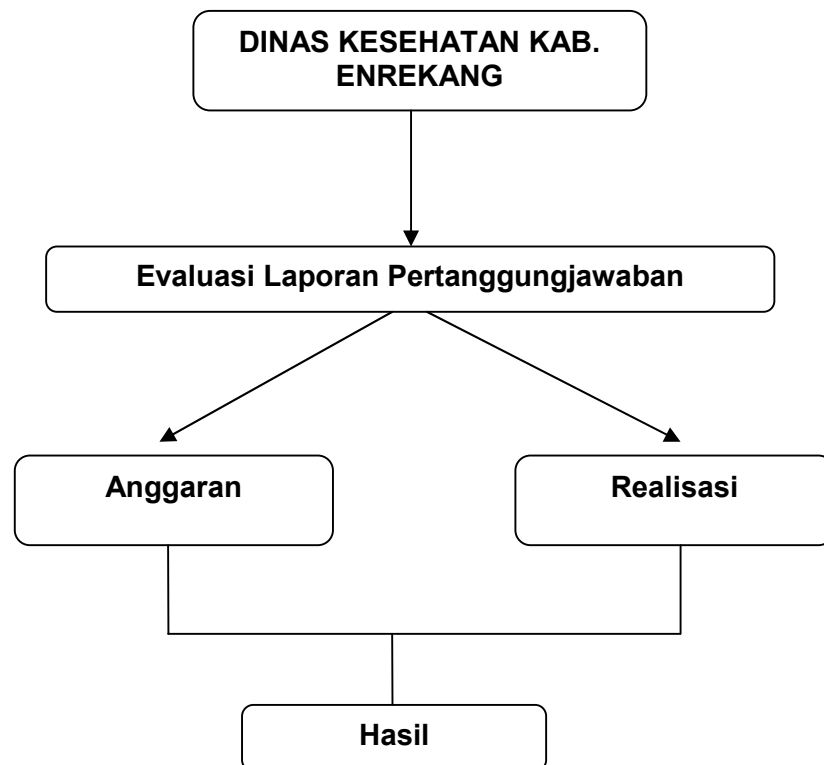 DINAS KESEHATAN KAB.
ENREKANG
Evaluasi Laporan Pertanggungjawaban
Anggaran
Realisasi
Hasil